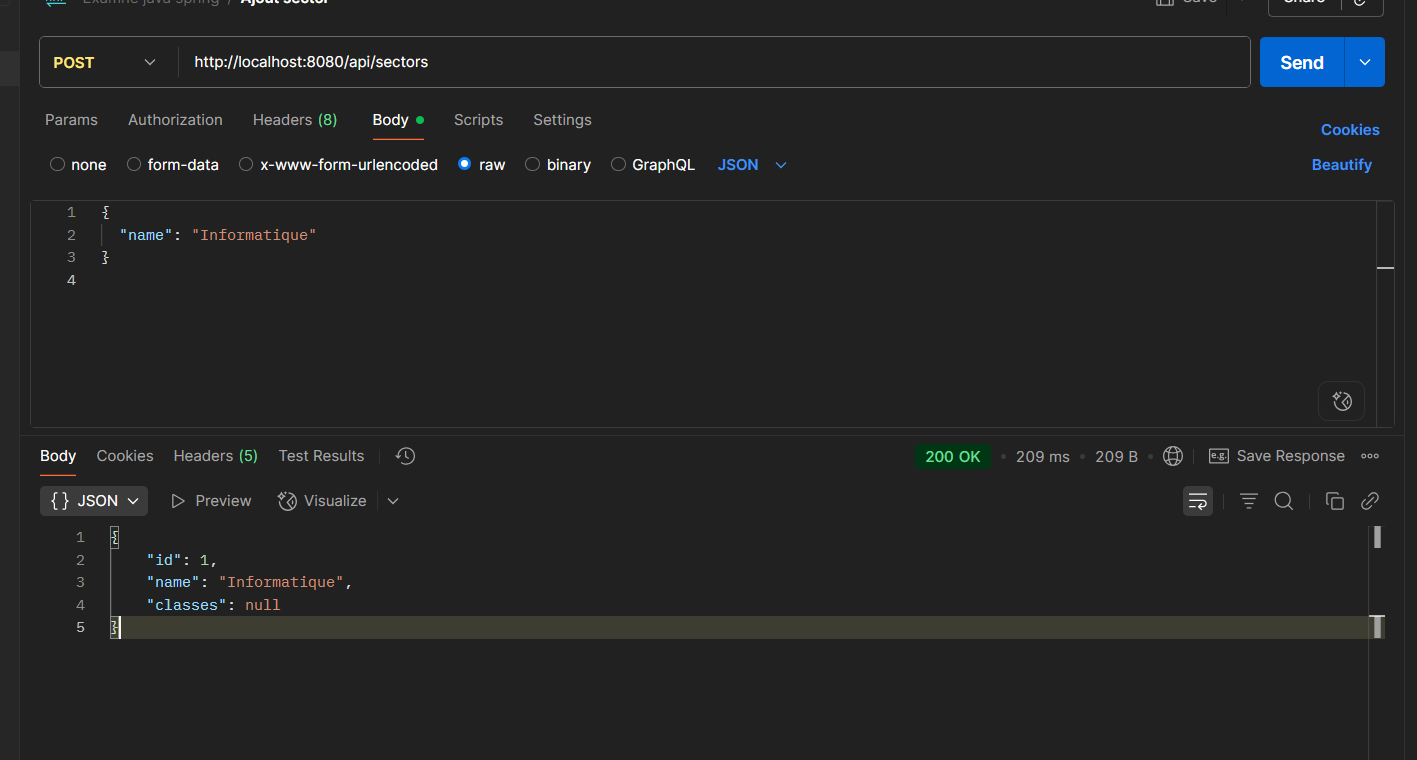 Examne java spring / Ajout sector Save Share
POST http://localhost:8080/api/sectors Send
Params Authorization Headers (8) Body Scripts Settings Cookies
none form-data x-www-form-urlencoded raw binary GraphQL JSON Beautify
1 {
2 "name": "Informatique"
3 }
4
Body Cookies Headers (5) Test Results 200 OK • 209 ms • 209 B • e.g. Save Response
{} JSON Preview Visualize
1 {
2 "id": 1,
3 "name": "Informatique",
4 "classes": null
5 }